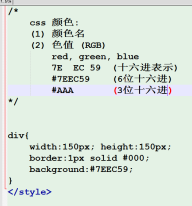 /*
css 颜色:
(1) 颜色名
(2) 色值 (RGB)
red, green, blue
7E EC 59 (十六进表示)
#7EEC59 (6位十六进)
#AAA (3位十六进)
*/
div{
width:150px; height:150px;
border:1px solid #000;
background:#7EEC59;
}
</style>